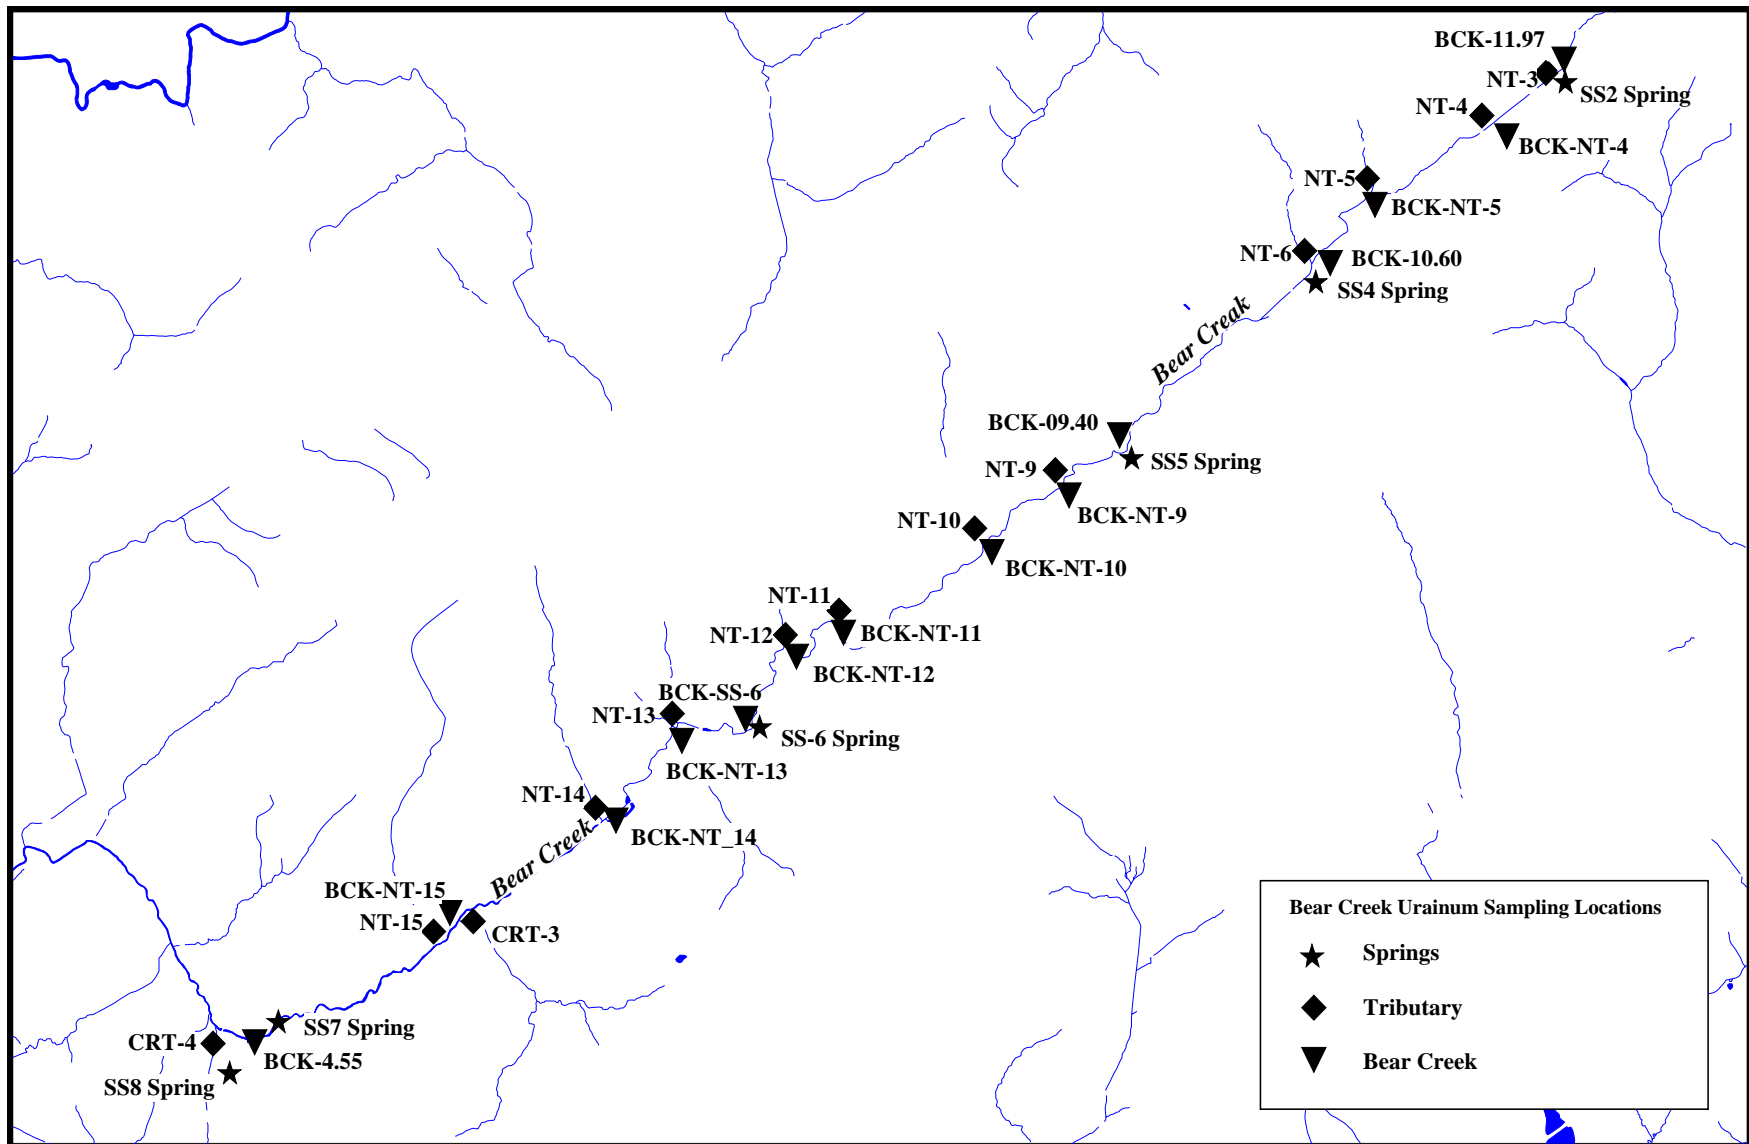 BCK-11.97
NT-3
SS2 Spring
NT-4
BCK-NT-4
NT-5
BCK-NT-5
NT-6
BCK-10.60
SS4 Spring
Bear Creak
BCK-09.40
SS5 Spring
NT-9
BCK-NT-9
NT-10
BCK-NT-10
NT-11
BCK-NT-11
NT-12
BCK-NT-12
BCK-SS-6
NT-13
SS-6 Spring
BCK-NT-13
NT-14
BCK-NT_14
Bear Creek
BCK-NT-15
NT-15
CRT-3
SS7 Spring
CRT-4
BCK-4.55
SS8 Spring
Bear Creek Urainum Sampling Locations
Springs
Tributary
Bear Creek